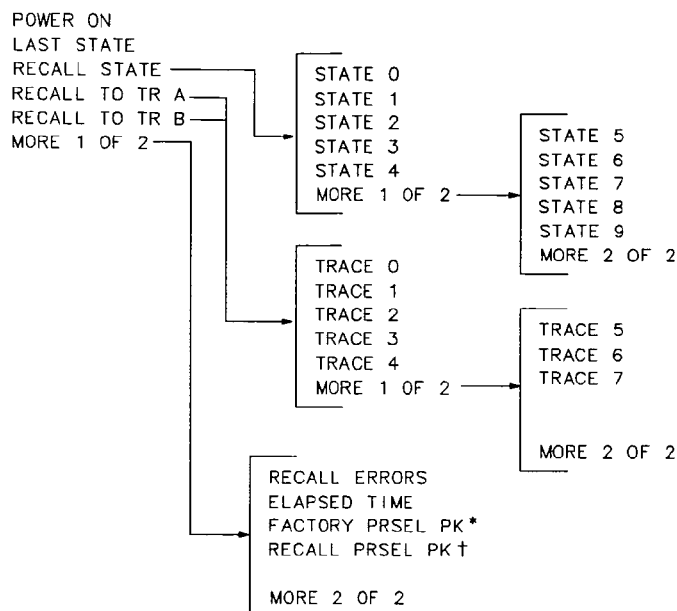 POWER ON
LAST STATE
RECALL STATE
RECALL TO TR A
RECALL TO TR B
MORE 1 OF 2
STATE 0
STATE 1
STATE 2
STATE 3
STATE 4
MORE 1 OF 2
STATE 5
STATE 6
STATE 7
STATE 8
STATE 9
MORE 2 OF 2
TRACE 0
TRACE 1
TRACE 2
TRACE 3
TRACE 4
MORE 1 OF 2
TRACE 5
TRACE 6
TRACE 7
MORE 2 OF 2
RECALL ERRORS
ELAPSED TIME
FACTORY PRSEL PK*
RECALL PRSEL PK†
MORE 2 OF 2